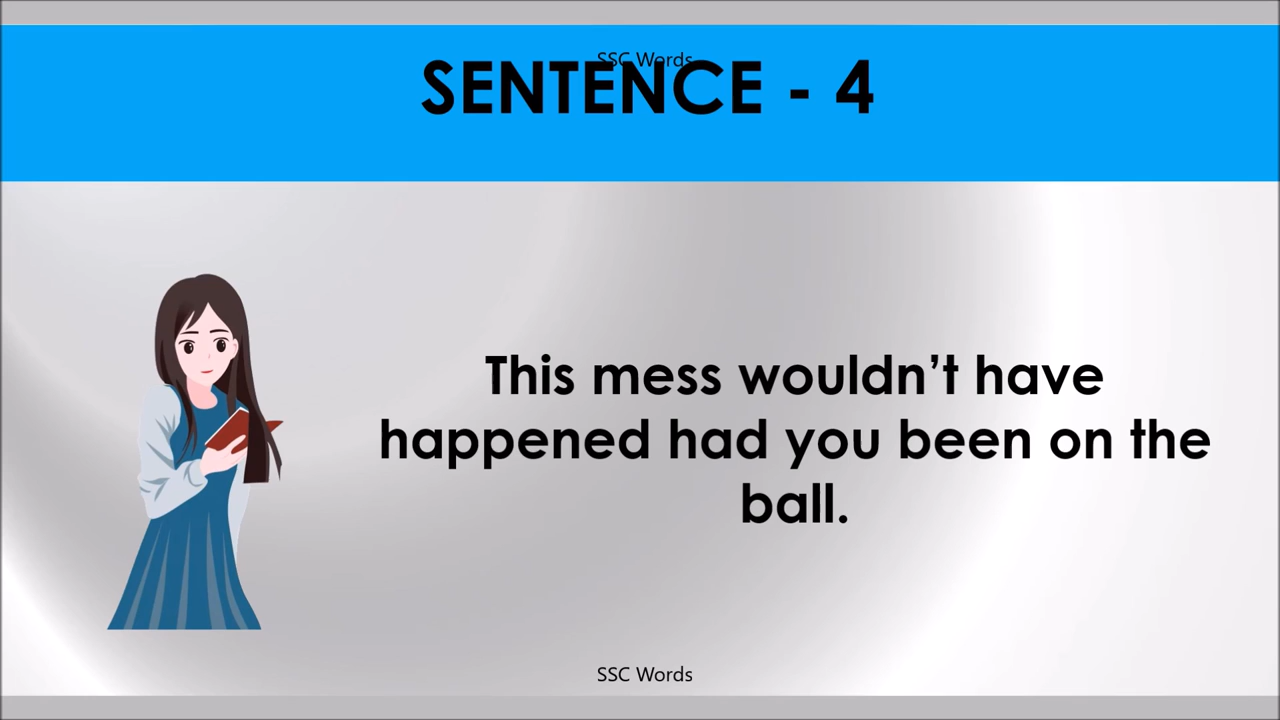 SSC Words
SENTENCE - 4
This mess wouldn’t have
happened had you been on the
ball.
SSC Words